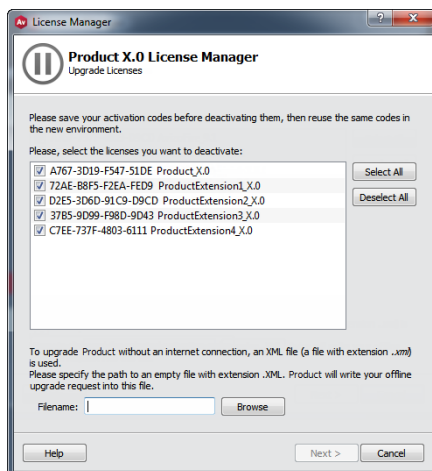 License Manager
Product X.0 License Manager
Upgrade Licenses
Please save your activation codes before deactivating them, then reuse the same codes in
the new environment.
Please, select the licenses you want to deactivate:
A767-3D19-F547-51DE Product_X.0
72AE-B8F5-F2EA-FED9 ProductExtension1_X.0
D2E5-3D6D-91C9-D9CD ProductExtension2_X.0
37B5-9D99-F98D-9D43 ProductExtension3_X.0
C7EE-737F-4803-6111 ProductExtension4_X.0
Select All
Deselect All
To upgrade Product without an internet connection, an XML file (a file with extension .xml)
is used.
Please specify the path to an empty file with extension .XML. Product will write your offline
upgrade request into this file.
Filename:
Browse
Help
Next >
Cancel